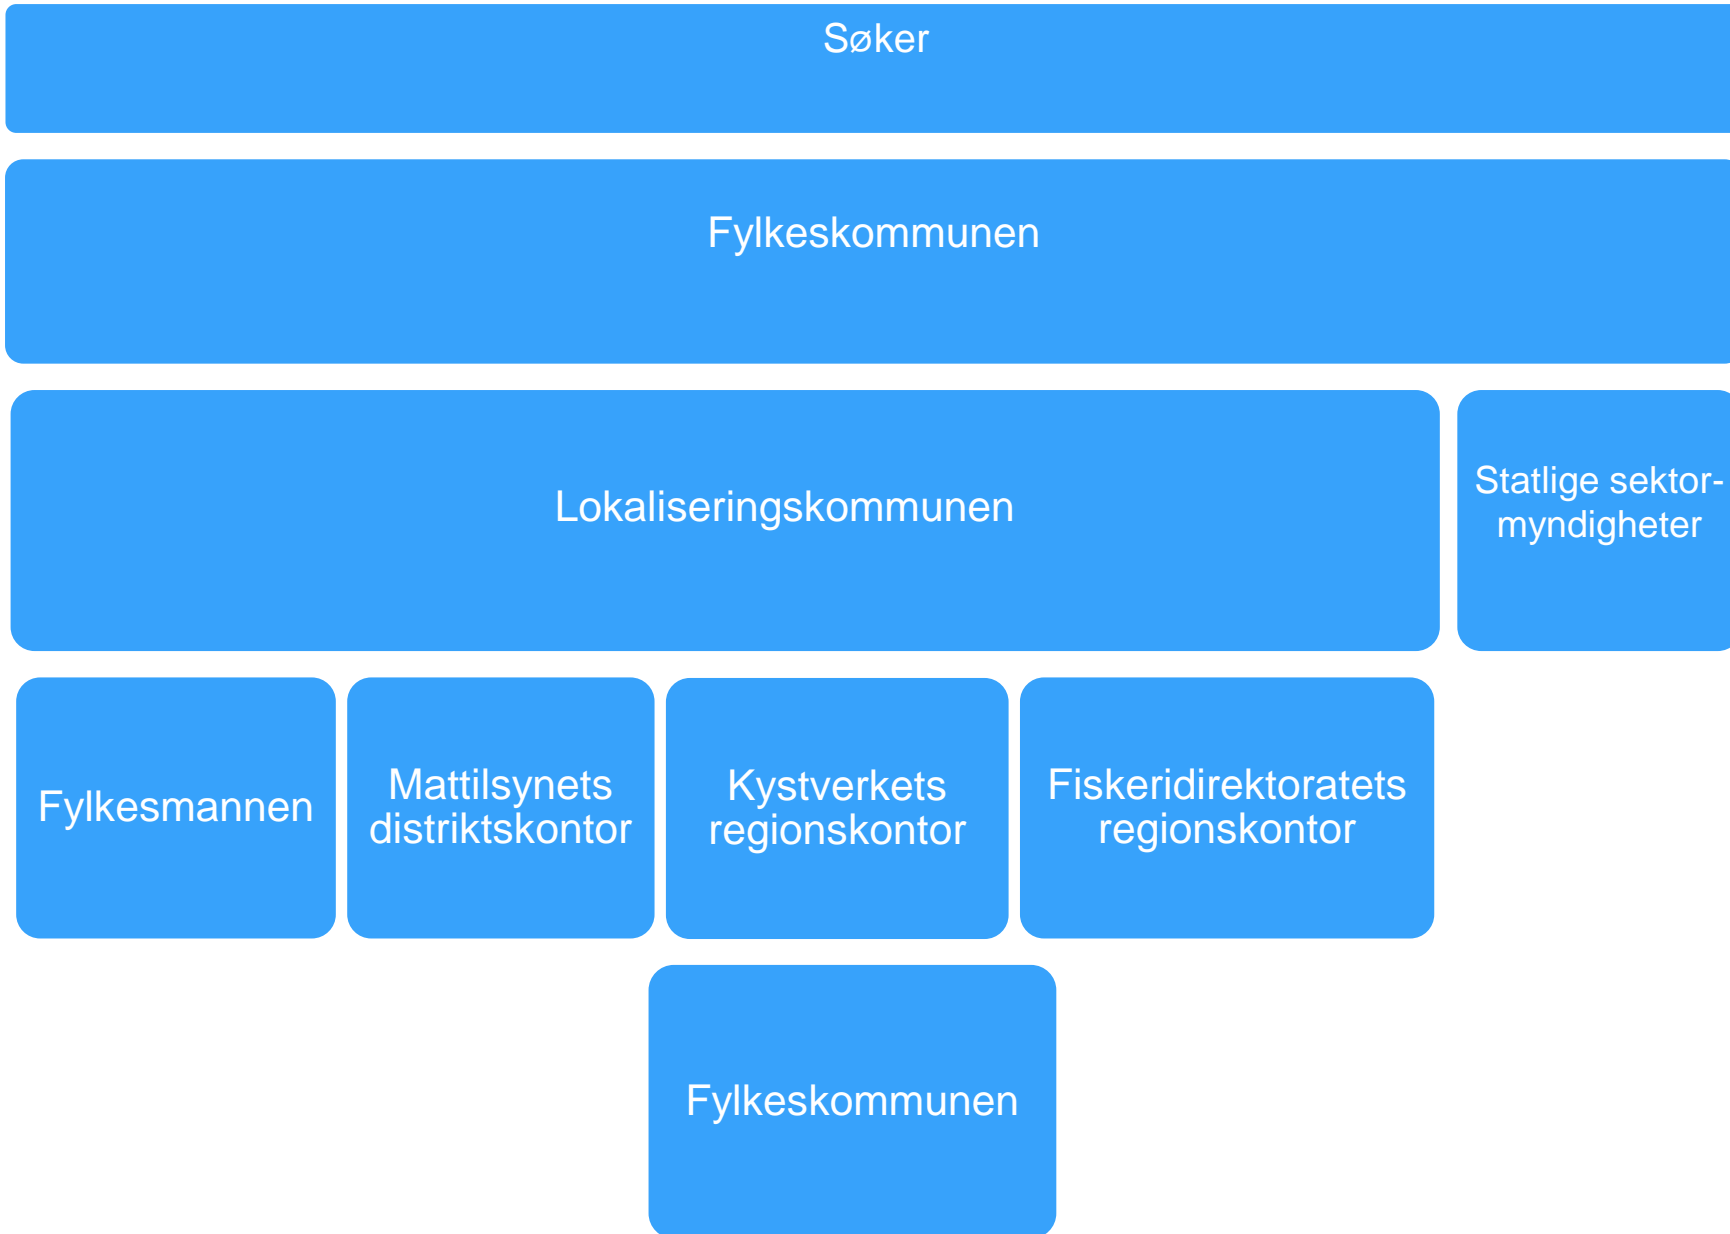 Søker
Fylkeskommunen
Lokaliseringskommunen
Statlige sektor-
myndigheter
Fylkesmannen
Mattilsynets
distriktskontor
Kystverkets
regionskontor
Fiskeridirektoratets
regionskontor
Fylkeskommunen